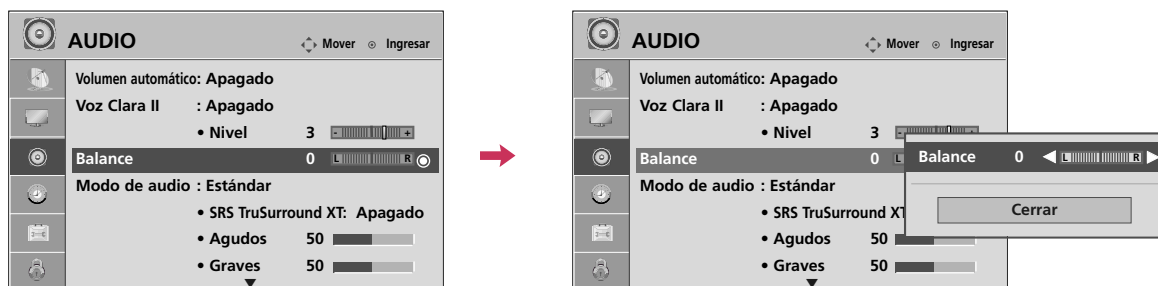 AUDIO
Mover Ingresar
Volumen automático: Apagado
Voz Clara II : Apagado
• Nivel 3 - +
Balance 0 L R
Modo de audio : Estándar
• SRS TruSurround XT: Apagado
• Agudos 50
• Graves 50
AUDIO
Mover Ingresar
Volumen automático: Apagado
Voz Clara II : Apagado
• Nivel 3 - +
Balance 0 L
Modo de audio : Estándar
• SRS TruSurround XT
• Agudos 50
• Graves 50
Balance 0 L R
Cerrar